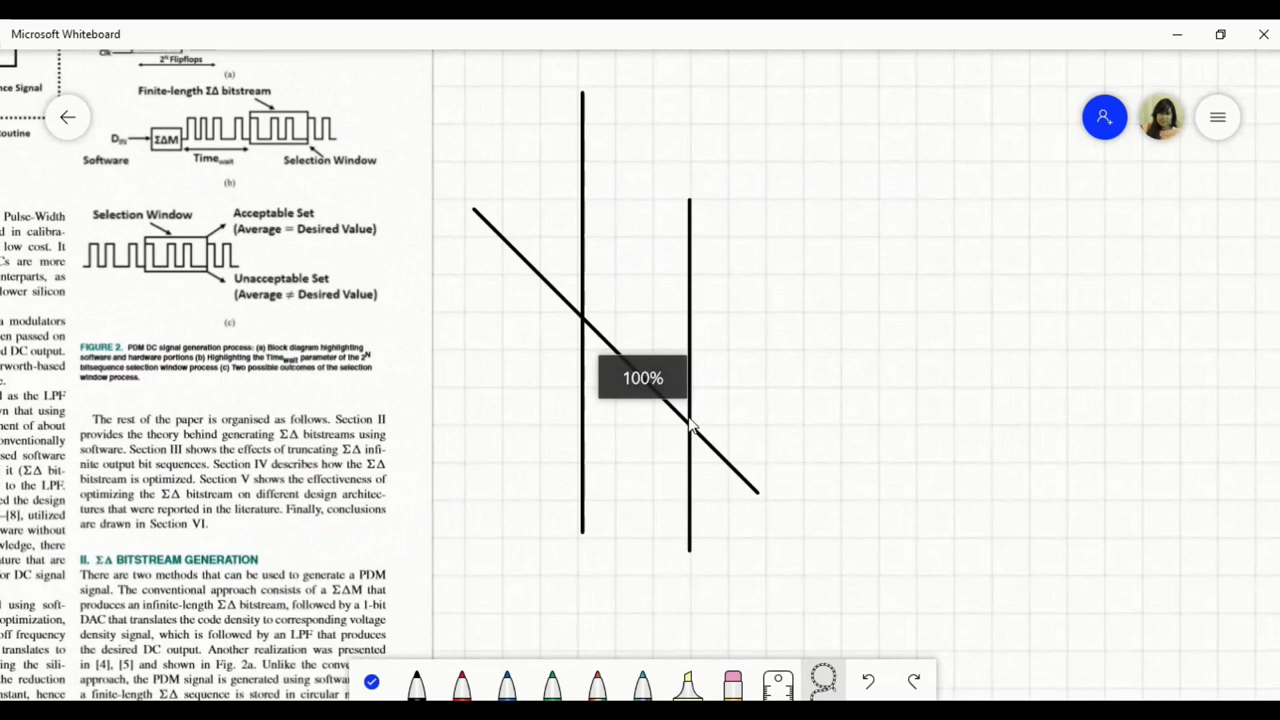 Microsoft Whiteboard
Clk
2ᴺ Flipflops
(a)
nce Signal
outine
Finite-length ΣΔ bitstream
D_IN
ΣΔM
Software
Time_wait
Selection Window
(b)
Selection Window
Acceptable Set
(Average = Desired Value)
Unacceptable Set
(Average ≠ Desired Value)
(c)
Pulse-Width
d in calibra-
low cost. It
Cs are more
nterparts, as
lower silicon
a modulators
en passed on
d DC output.
rworth-based
e.
l as the LPF
vn that using
nent of about
onventionally
sed software
it (ΣΔ bit-
to the LPF.
ed the design
–[8], utilized
ware without
vledge, there
ture that are
or DC signal
using soft-
optimization,
off frequency
translates to
ing the sili-
the reduction
nstant, hence
FIGURE 2. PDM DC signal generation process: (a) Block diagram highlighting
software and hardware portions (b) Highlighting the Time_wait parameter of the 2ᴺ
bitsequence selection window process (c) Two possible outcomes of the selection
window process.
The rest of the paper is organised as follows. Section II
provides the theory behind generating ΣΔ bitstreams using
software. Section III shows the effects of truncating ΣΔ infi-
nite output bit sequences. Section IV describes how the ΣΔ
bitstream is optimized. Section V shows the effectiveness of
optimizing the ΣΔ bitstream on different design architec-
tures that were reported in the literature. Finally, conclusions
are drawn in Section VI.
II. ΣΔ BITSTREAM GENERATION
There are two methods that can be used to generate a PDM
signal. The conventional approach consists of a ΣΔM that
produces an infinite-length ΣΔ bitstream, followed by a 1-bit
DAC that translates the code density to corresponding voltage
density signal, which is followed by an LPF that produces
the desired DC output. Another realization was presented
in [4], [5] and shown in Fig. 2a. Unlike the conve
approach, the PDM signal is generated using softwa
a finite-length ΣΔ sequence is stored in circular
100%